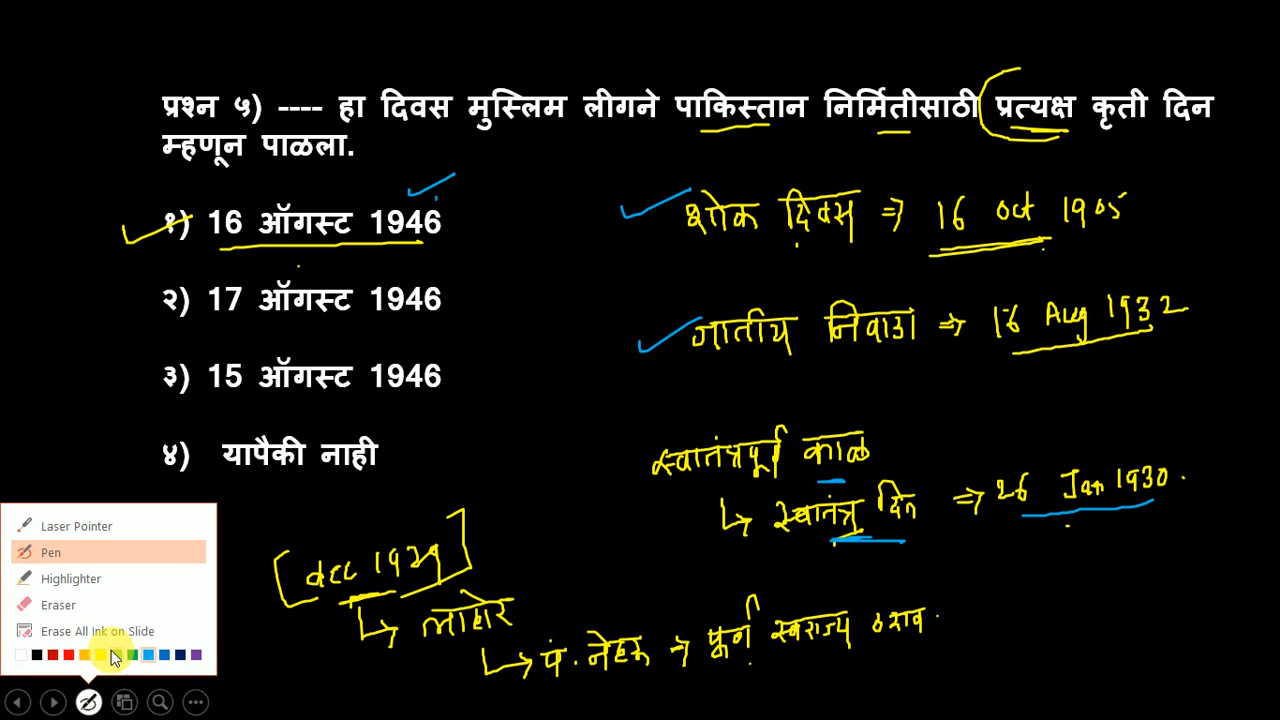 प्रश्न ५) ---- हा दिवस मुस्लिम लीगने पाकिस्तान निर्मितीसाठी प्रत्यक्ष कृती दिन
म्हणून पाळला.
१) 16 ऑगस्ट 1946
२) 17 ऑगस्ट 1946
३) 15 ऑगस्ट 1946
४) यापैकी नाही
शोक दिवस ⇒ 16 oct 1905
जातीय निवाडा ⇒ 16 Aug 1932
स्वातंत्रपूर्व काळ
↳ स्वातंत्र्य दिन ⇒ 26 Jan 1930.
[dec 1929]
↳ लाहोर
↳ पं. नेहरू ⇒ पूर्ण स्वराज्य ठराव.
Laser Pointer
Pen
Highlighter
Eraser
Erase All Ink on Slide